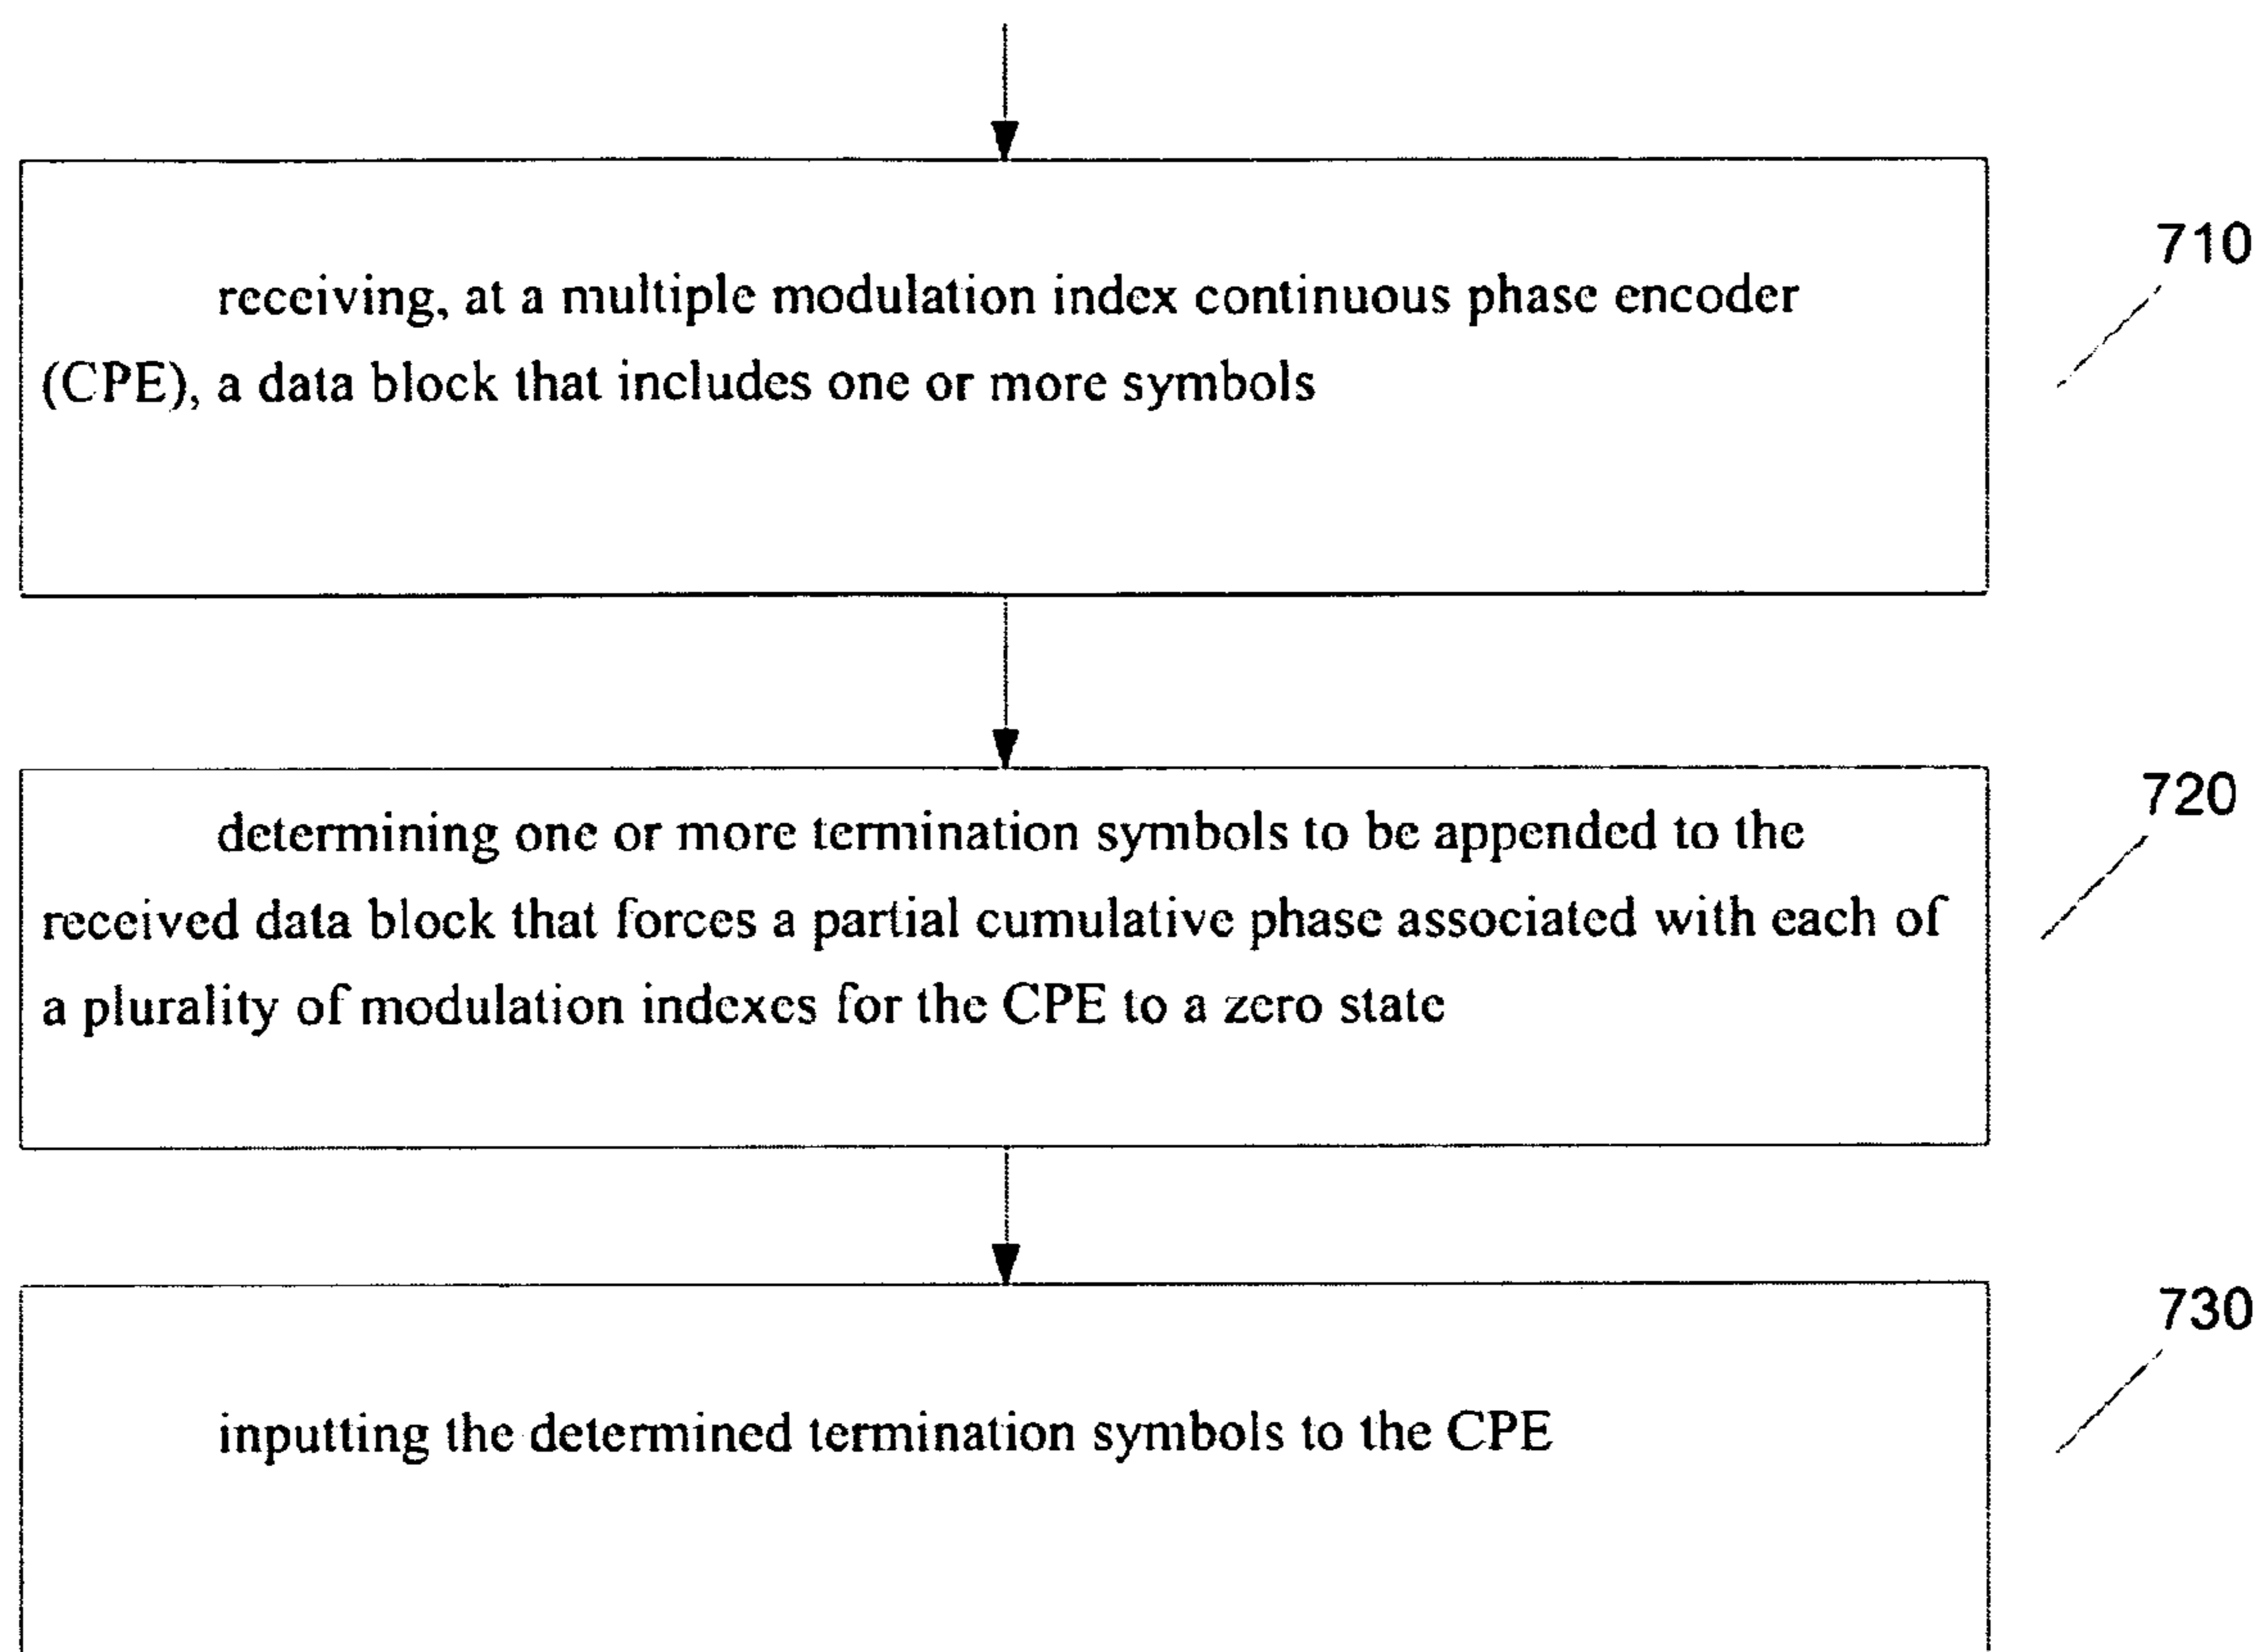 710
receiving, at a multiple modulation index continuous phase encoder
(CPE), a data block that includes one or more symbols
720
determining one or more termination symbols to be appended to the
received data block that forces a partial cumulative phase associated with each of
a plurality of modulation indexes for the CPE to a zero state
730
inputting the determined termination symbols to the CPE